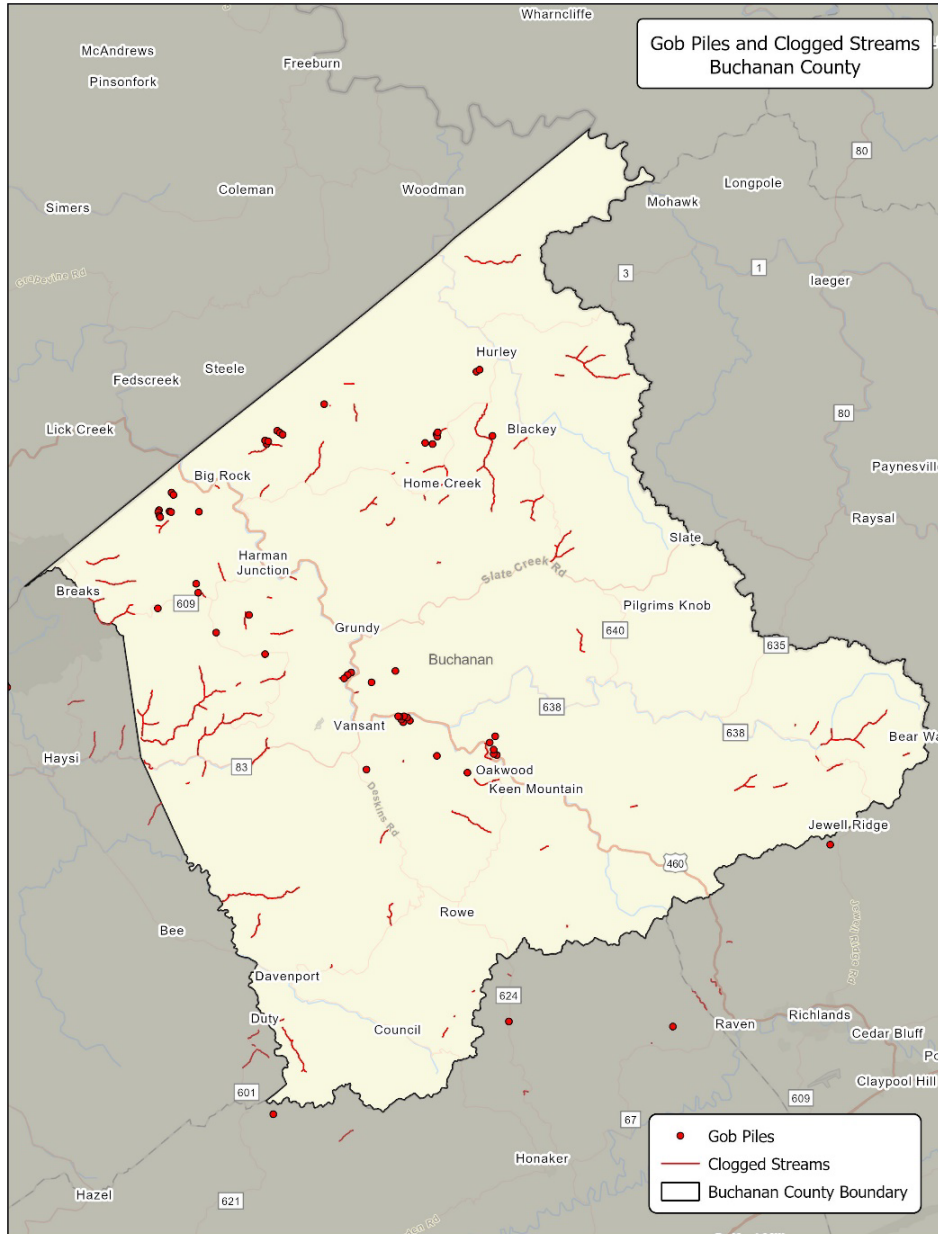 Wharncliffe
Gob Piles and Clogged Streams
Buchanan County
McAndrews
Freeburn
Pinsonfork
80
Longpole
Coleman
Woodman
Mohawk
Simers
Grapevine Rd
3
1
Iaeger
Hurley
Steele
Fedscreek
80
Lick Creek
Blackey
Big Rock
Home Creek
Paynesville
Raysal
Slate
Harman
Junction
Slate Creek Rd
Breaks
609
Pilgrims Knob
Grundy
640
635
Buchanan
638
Vansant
638
Haysi
83
Oakwood
Keen Mountain
Deskins Rd
Jewell Ridge
460
Jewell Ridge Rd
Rowe
Bee
Davenport
624
Richlands
Duty
Council
Raven
Cedar Bluff
Claypool Hill
601
609
67
Gob Piles
Honaker
Clogged Streams
Hazel
621
Buchanan County Boundary